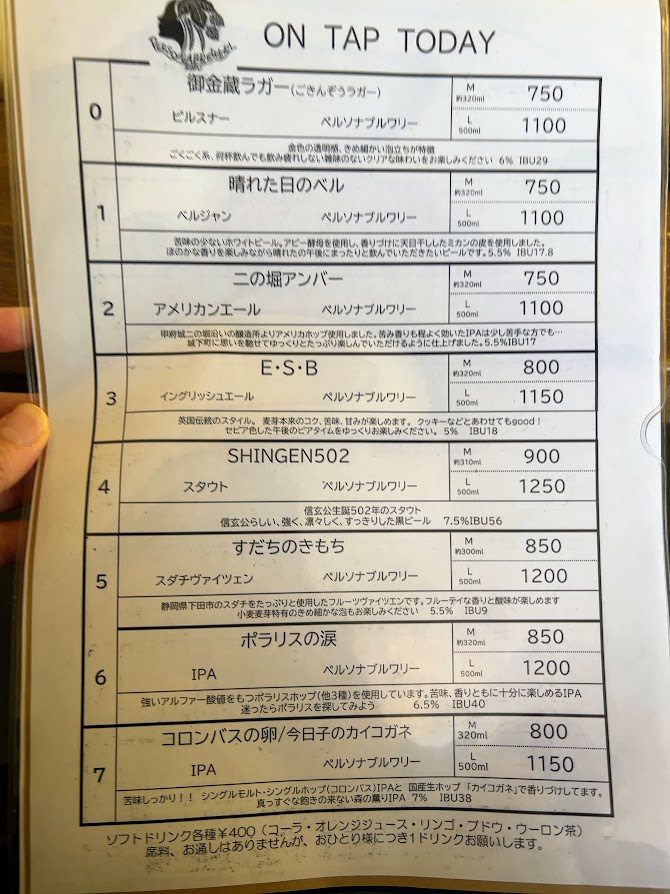 ON TAP TODAY
0
御金蔵ラガー(ごきんぞうラガー)
M 約320ml 750
ピルスナー ペルソナブルワリー
L 500ml 1100
金色の透明感、きめ細かい泡立ちが特徴
ごくごく系、何杯飲んでも飲み疲れしない雑味のないクリアな味わいをお楽しみください 6% IBU29
1
晴れた日のベル
M 約320ml 750
ベルジャン ペルソナブルワリー
L 500ml 1100
苦味の少ないホワイトビール。アビー酵母を使用し、香りづけに天日干ししたミカンの皮を使用しました。
ほのかな香りを楽しみながら晴れた午後にまったりと飲んでいただきたいビールです。5.5% IBU17.8
2
二の堀アンバー
M 約320ml 750
アメリカンエール ペルソナブルワリー
L 500ml 1100
甲府城二の堀沿いの醸造所よりアメリカホップ使用しました。苦み香りも程よく効いたIPAは少し苦手な方でも…
城下町に思いを馳せてゆっくりとたっぷり楽しんでいただけるように仕上げました。5.5%IBU17
3
E・S・B
M 約320ml 800
イングリッシュエール ペルソナブルワリー
L 500ml 1150
英国伝統のスタイル。 麦芽本来のコク、苦味、甘みが楽しめます。 クッキーなどとあわせてもgood！
セピア色した午後のビアタイムをゆっくりお楽しみください。 5% IBU18
4
SHINGEN502
M 約310ml 900
スタウト ペルソナブルワリー
L 500ml 1250
信玄公生誕502年のスタウト
信玄公らしい、強く、凛々しく、すっきりした黒ビール 7.5%IBU56
5
すだちのきもち
M 約300ml 850
スダチヴァイツェン ペルソナブルワリー
L 500ml 1200
静岡県下田市のスダチをたっぷりと使用したフルーツヴァイツエンです。フルーテイな香りと酸味が楽しめます
小麦麦芽特有のきめ細かな泡もお楽しみください 5.5% IBU9
6
ポラリスの涙
M 約320ml 850
IPA ペルソナブルワリー
L 500ml 1200
強いアルファー酸値をもつポラリスホップ(他3種)を使用しています。苦味、香りともに十分に楽しめるIPA
迷ったらポラリスを探してみよう 6.5% IBU40
7
コロンバスの卵/今日子のカイコガネ
M 320ml 800
IPA ペルソナブルワリー
L 500ml 1150
苦味しっかり！！ シングルモルト・シングルホップ(コロンバス)IPAと 国産生ホップ 「カイコガネ」で香りづけしてます。
真っすぐな飽きの来ない森の薫りIPA 7% IBU38
ソフトドリンク各種￥400（コーラ・オレンジジュース・リンゴ・ブドウ・ウーロン茶）
席料、お通しはありませんが、おひとり様につき1ドリンクお願いします。